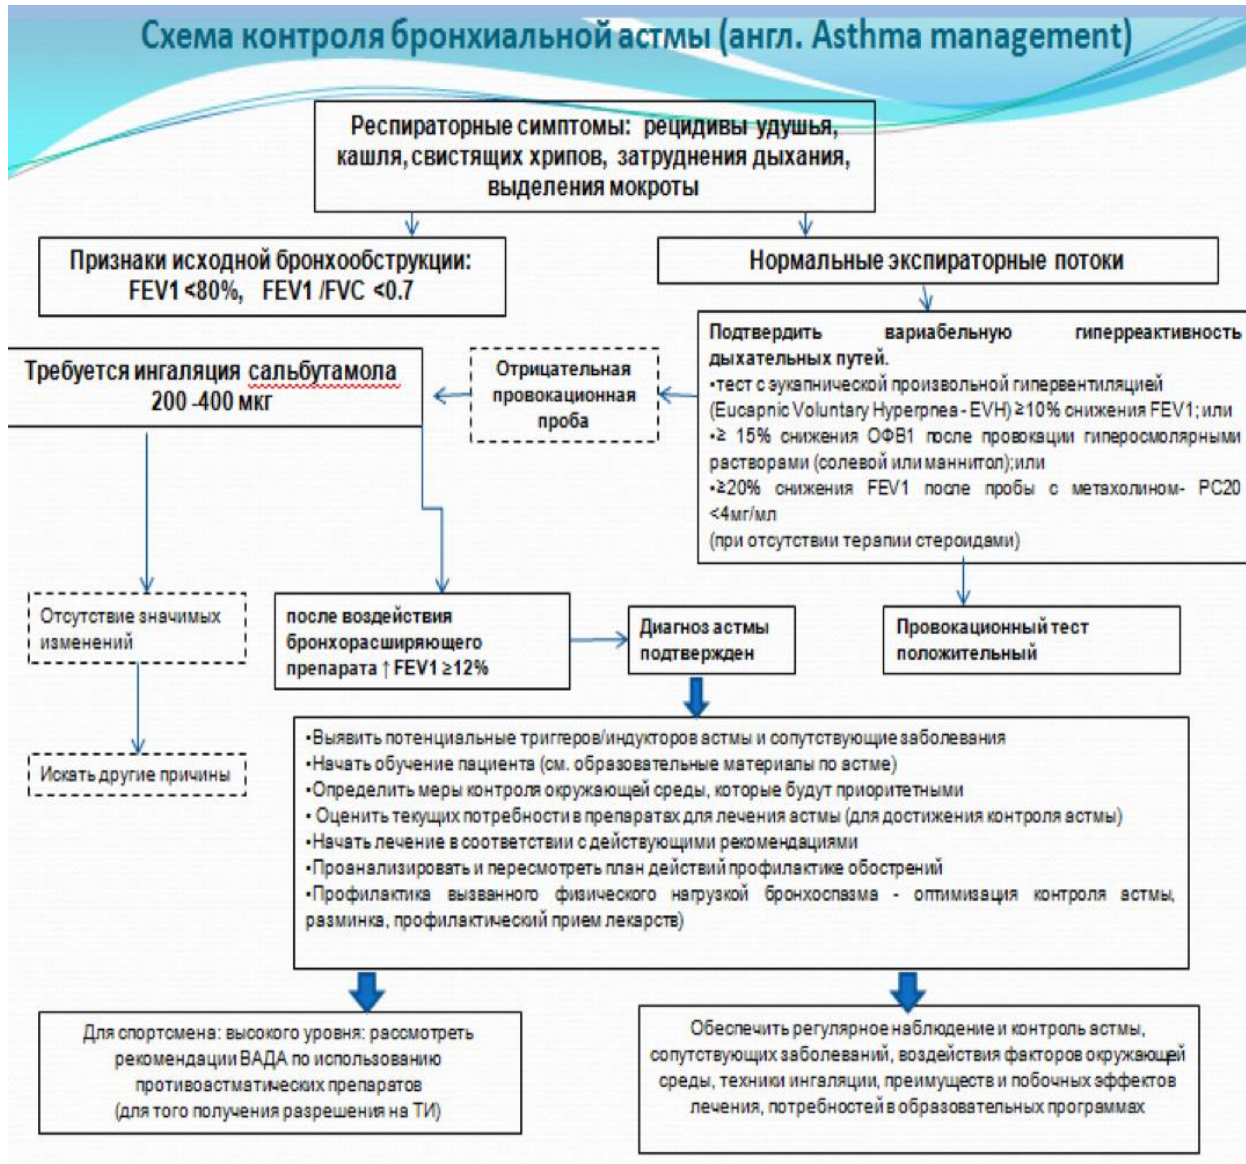 Схема контроля бронхиальной астмы (англ. Asthma management)
Респираторные симптомы: рецидивы удушья,
кашля, свистящих хрипов, затруднения дыхания,
выделения мокроты
Признаки исходной бронхообструкции:
FEV1 <80%, FEV1 /FVC <0.7
Нормальные экспираторные потоки
Требуется ингаляция сальбутамола
200 -400 мкг
Отрицательная
провокационная
проба
Подтвердить вариабельную гиперреактивность
дыхательных путей.
•тест с эукапнической произвольной гипервентиляцией
(Eucapnic Voluntary Hyperpnea - EVH) ≥10% снижения FEV1; или
•≥ 15% снижения ОФВ1 после провокации гиперосмолярными
растворами (солевой или маннитол);или
•≥20% снижения FEV1 после пробы с метахолином- PC20
<4мг/мл
(при отсутствии терапии стероидами)
Отсутствие значимых
изменений
после воздействия
бронхорасширяющего
препарата ↑ FEV1 ≥12%
Диагноз астмы
подтвержден
Провокационный тест
положительный
Искать другие причины
•Выявить потенциальные триггеров/индукторов астмы и сопутствующие заболевания
•Начать обучение пациента (см. образовательные материалы по астме)
•Определить меры контроля окружающей среды, которые будут приоритетными
• Оценить текущих потребности в препаратах для лечения астмы (для достижения контроля астмы)
•Начать лечение в соответствии с действующими рекомендациями
•Проанализировать и пересмотреть план действий профилактике обострений
•Профилактика вызванного физического нагрузкой бронхоспазма - оптимизация контроля астмы,
разминка, профилактический прием лекарств)
Для спортсмена: высокого уровня: рассмотреть
рекомендации ВАДА по использованию
противоастматических препаратов
(для того получения разрешения на ТИ)
Обеспечить регулярное наблюдение и контроль астмы,
сопутствующих заболеваний, воздействия факторов окружающей
среды, техники ингаляции, преимуществ и побочных эффектов
лечения, потребностей в образовательных программах